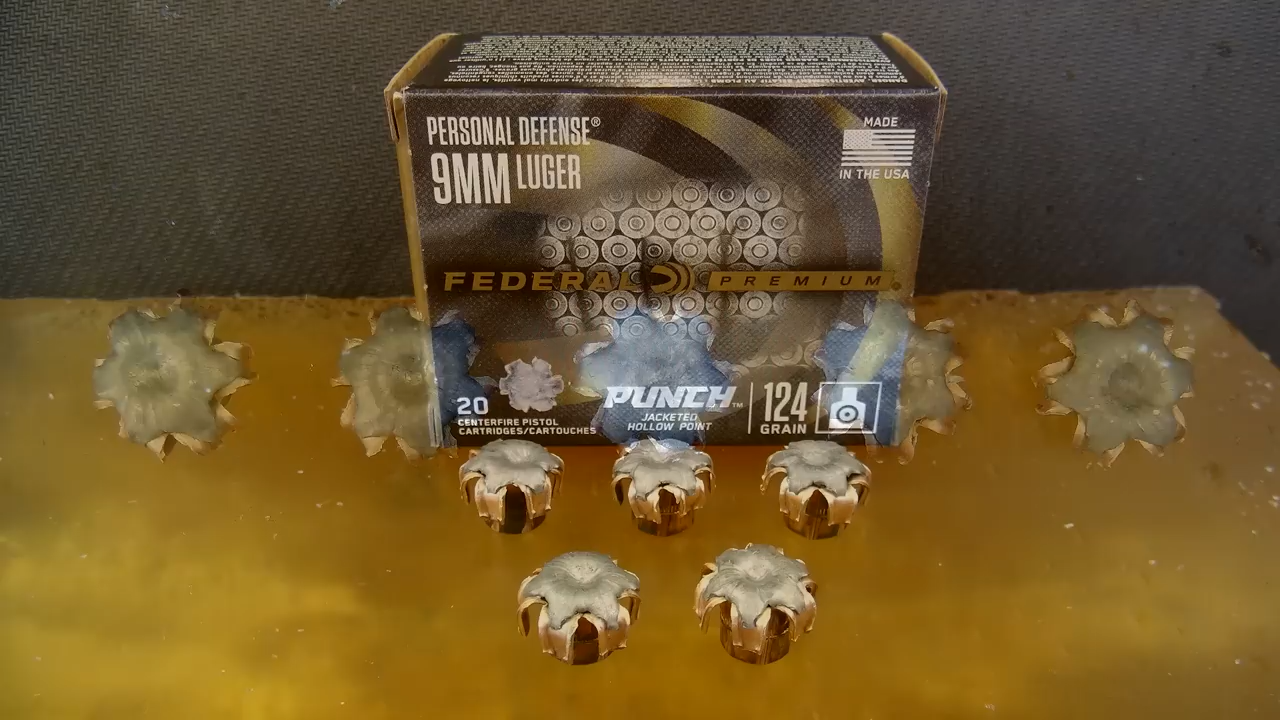 PERSONAL DEFENSE®
9MM LUGER
MADE
IN THE USA
FEDERAL PREMIUM
20
CENTERFIRE PISTOL
CARTRIDGES/CARTOUCHES
PUNCH™
JACKETED
HOLLOW POINT
124
GRAIN